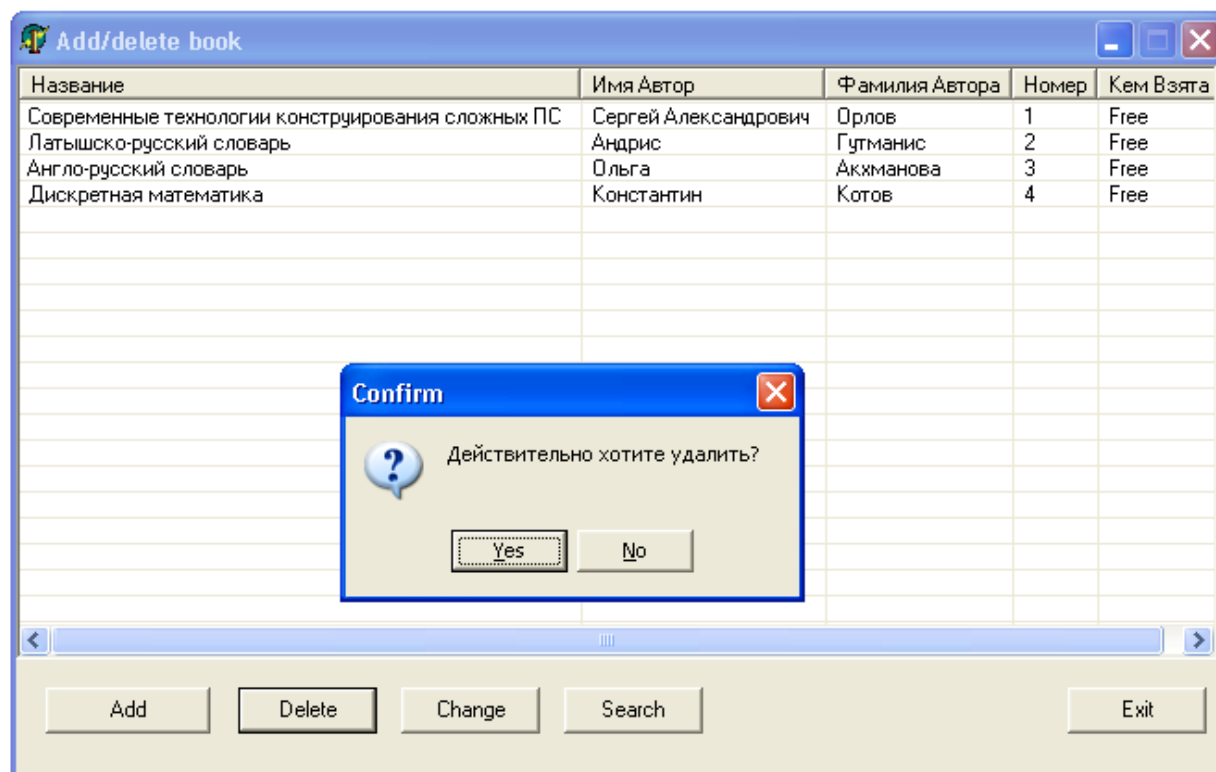 Add/delete book
Название Имя Автор Фамилия Автора Номер Кем Взята
Современные технологии конструирования сложных ПС Сергей Александрович Орлов 1 Free
Латышско-русский словарь Андрис Гутманис 2 Free
Англо-русский словарь Ольга Акхманова 3 Free
Дискретная математика Константин Котов 4 Free
Confirm
Действительно хотите удалить?
Yes No
Add Delete Change Search Exit